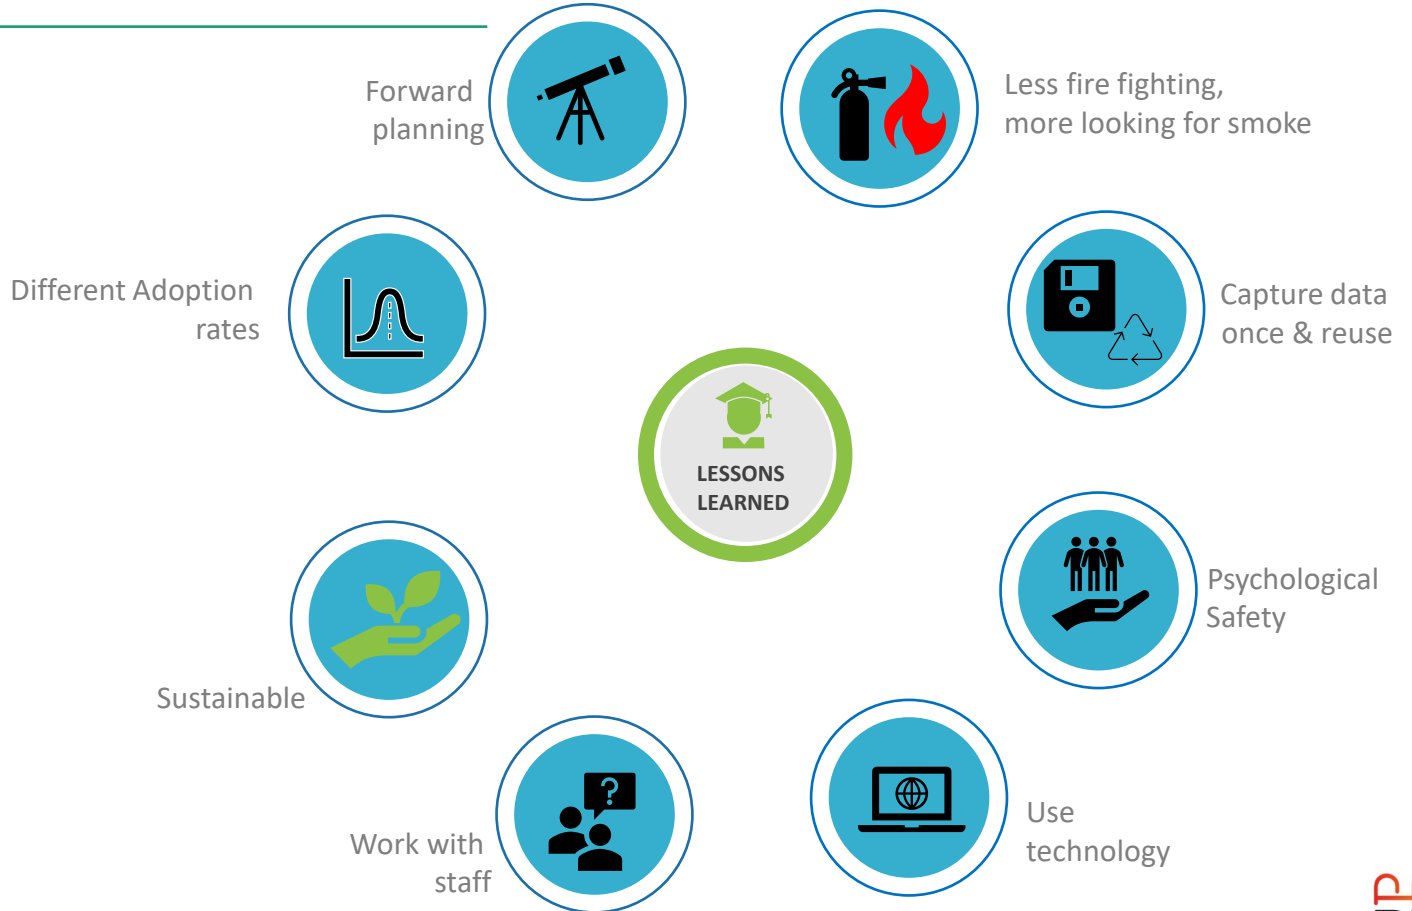 Forward
planning
Less fire fighting,
more looking for smoke
Different Adoption
rates
Capture data
once & reuse
LESSONS
LEARNED
Psychological
Safety
Sustainable
?
Work with
staff
Use
technology